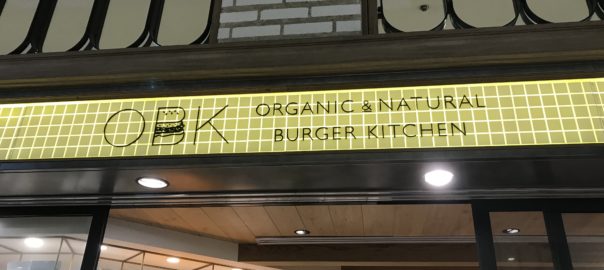 OBK
ORGANIC & NATURAL
BURGER KITCHEN